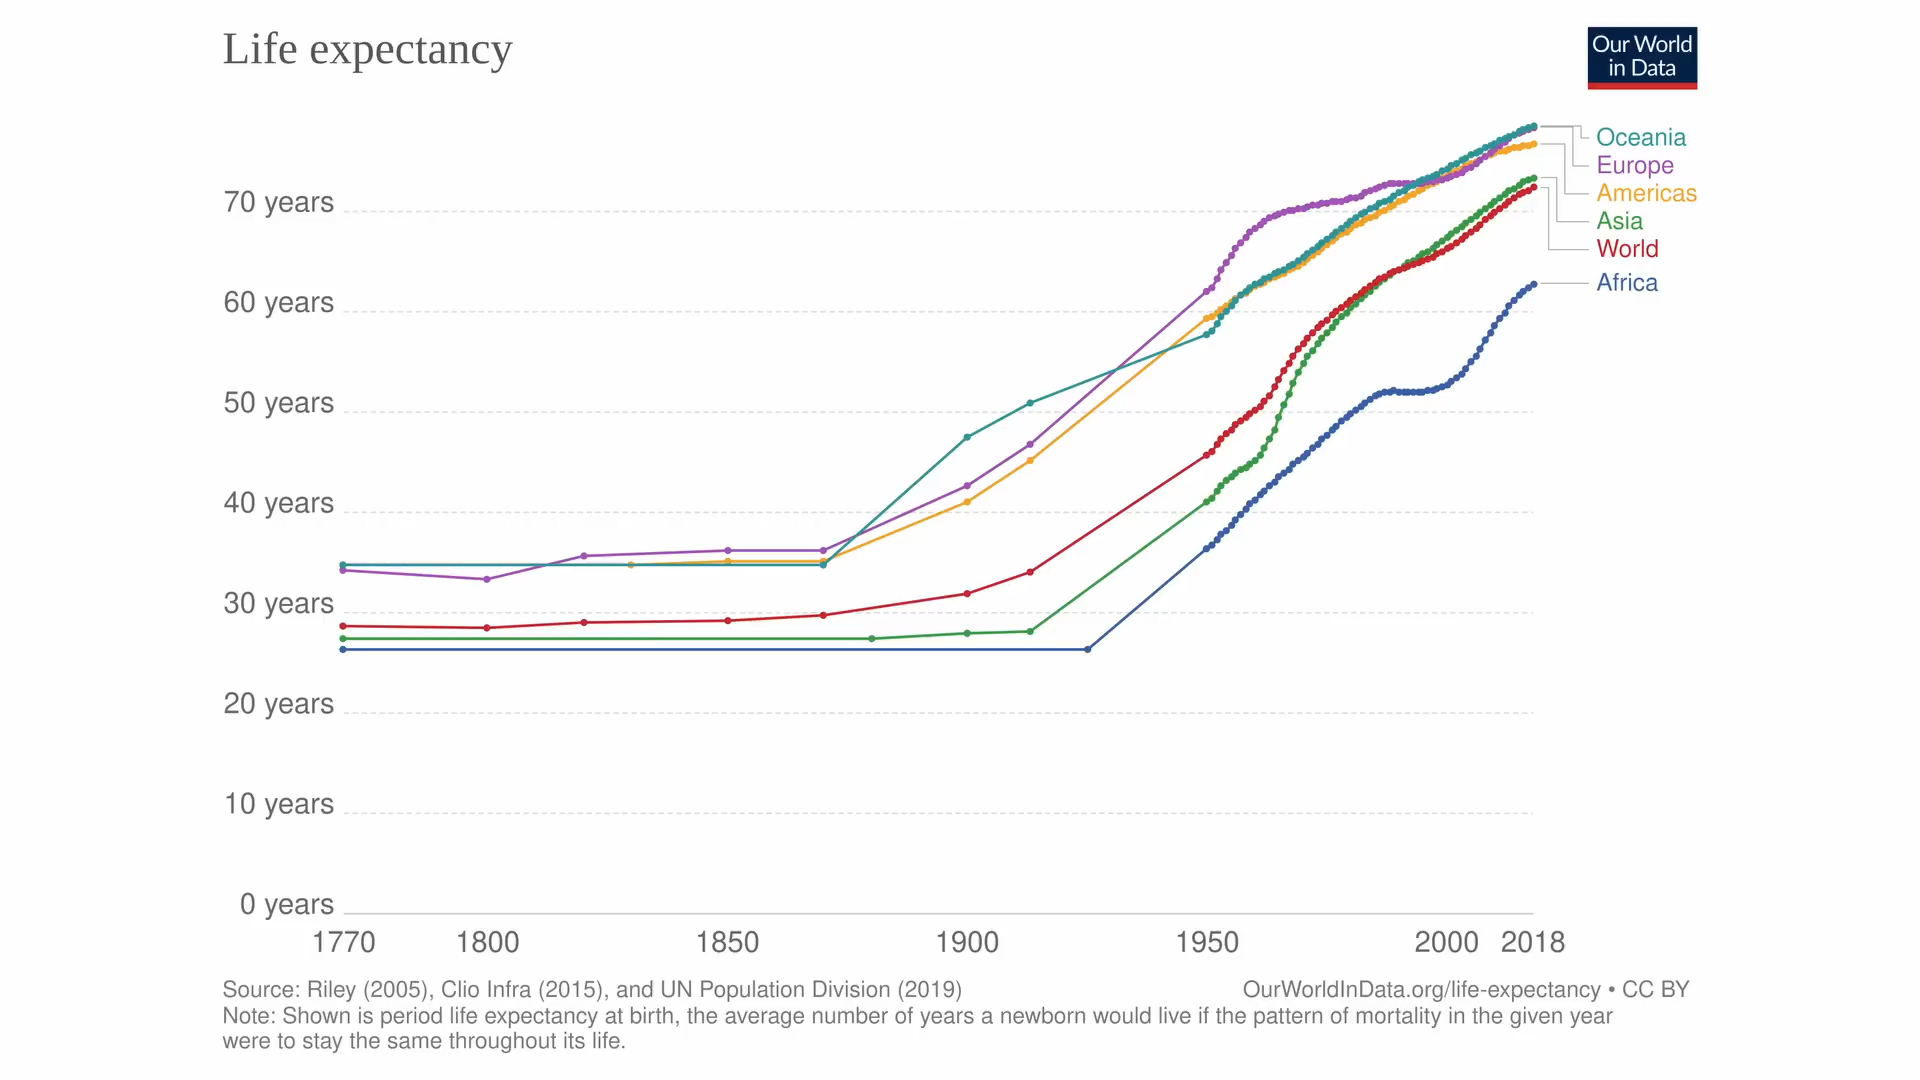 Life expectancy
Our World
in Data
Oceania
Europe
Americas
Asia
World
Africa
70 years
60 years
50 years
40 years
30 years
20 years
10 years
0 years
1770 1800 1850 1900 1950 2000 2018
Source: Riley (2005), Clio Infra (2015), and UN Population Division (2019)
OurWorldInData.org/life-expectancy • CC BY
Note: Shown is period life expectancy at birth, the average number of years a newborn would live if the pattern of mortality in the given year
were to stay the same throughout its life.